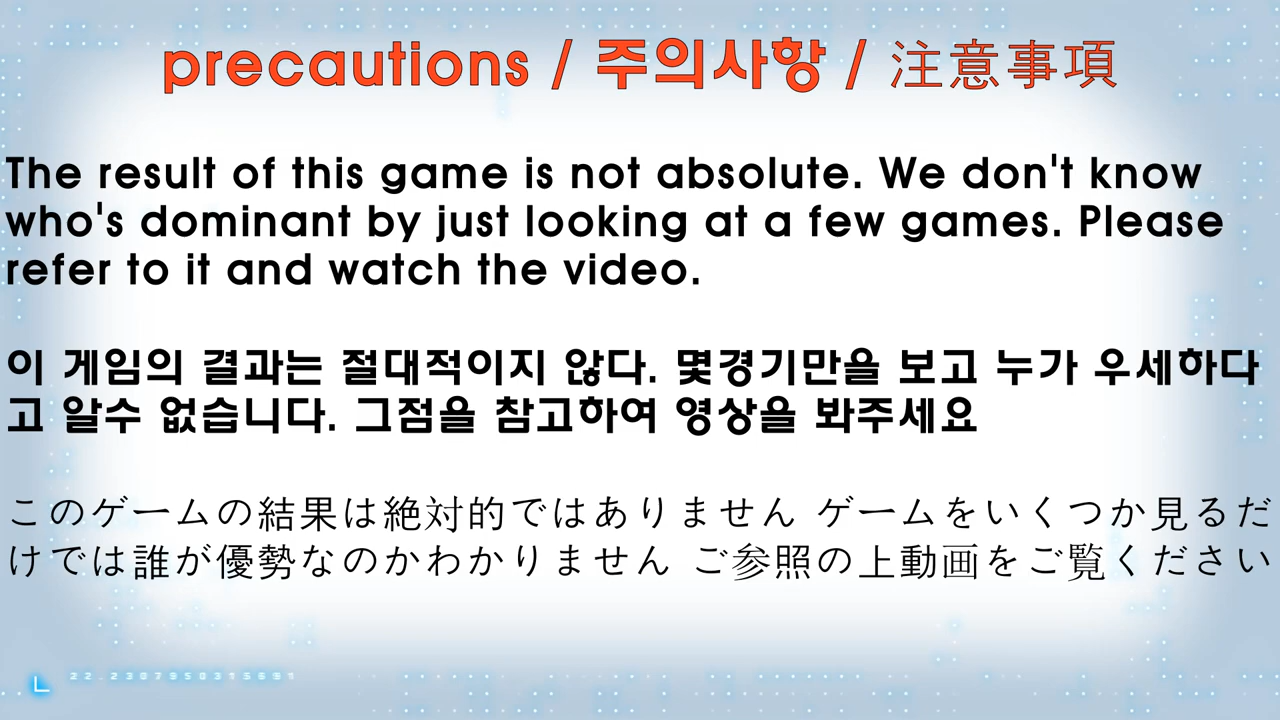 precautions / 주의사항 / 注意事項
The result of this game is not absolute. We don't know
who's dominant by just looking at a few games. Please
refer to it and watch the video.
이 게임의 결과는 절대적이지 않다. 몇경기만을 보고 누가 우세하다
고 알수 없습니다. 그점을 참고하여 영상을 봐주세요
このゲームの結果は絶対的ではありません ゲームをいくつか見るだ
けでは誰が優勢なのかわかりません ご参照の上動画をご覧ください